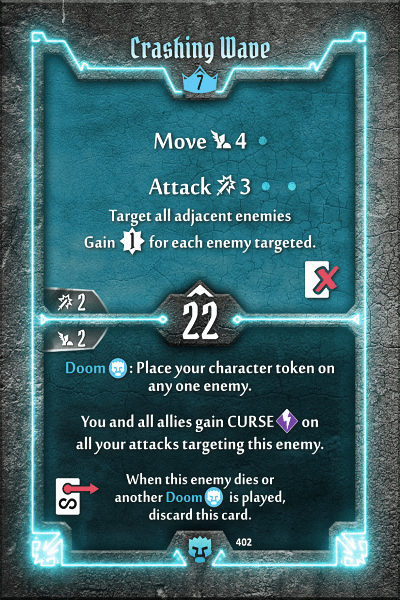 Crashing Wave
7
Move 4
Attack 3
Target all adjacent enemies
Gain 1 for each enemy targeted.
2
22
2
Doom : Place your character token on
any one enemy.
You and all allies gain CURSE on
all your attacks targeting this enemy.
S
When this enemy dies or
another Doom is played,
discard this card.
402